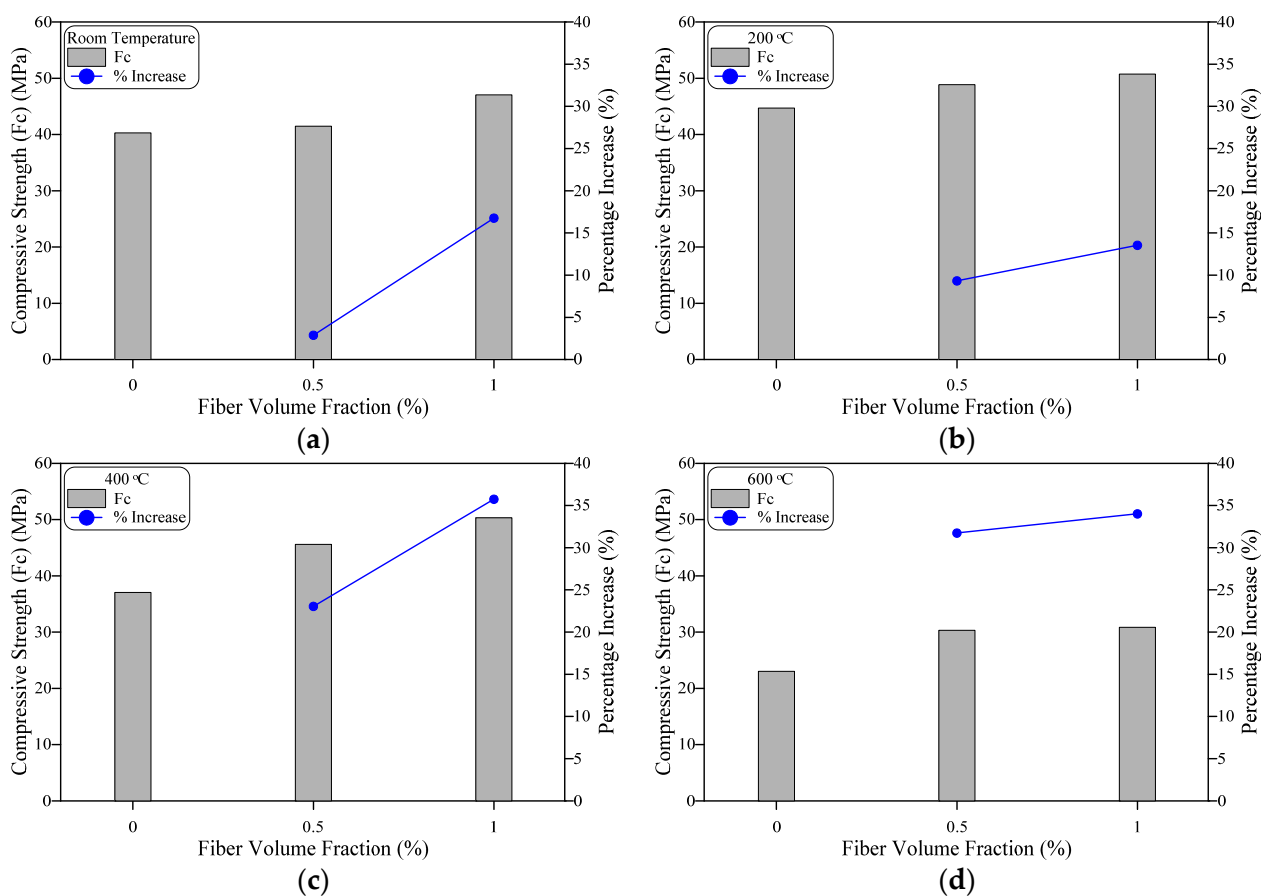 Room Temperature
Fc
% Increase
Compressive Strength (Fc) (MPa)
60
50
40
30
20
10
0
40
35
30
25
20
15
10
5
0
Percentage Increase (%)
0 0.5 1
Fiber Volume Fraction (%)
(a)
200 °C
Fc
% Increase
Compressive Strength (Fc) (MPa)
60
50
40
30
20
10
0
40
35
30
25
20
15
10
5
0
Percentage Increase (%)
0 0.5 1
Fiber Volume Fraction (%)
(b)
400 °C
Fc
% Increase
Compressive Strength (Fc) (MPa)
60
50
40
30
20
10
0
40
35
30
25
20
15
10
5
0
Percentage Increase (%)
0 0.5 1
Fiber Volume Fraction (%)
(c)
600 °C
Fc
% Increase
Compressive Strength (Fc) (MPa)
60
50
40
30
20
10
0
40
35
30
25
20
15
10
5
0
Percentage Increase (%)
0 0.5 1
Fiber Volume Fraction (%)
(d)